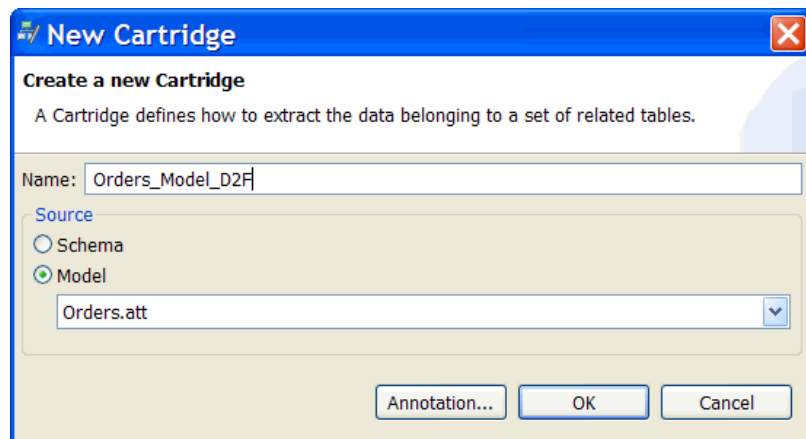 New Cartridge
Create a new Cartridge
A Cartridge defines how to extract the data belonging to a set of related tables.
Name: Orders_Model_D2F
Source
Schema
Model
Orders.att
Annotation... OK Cancel